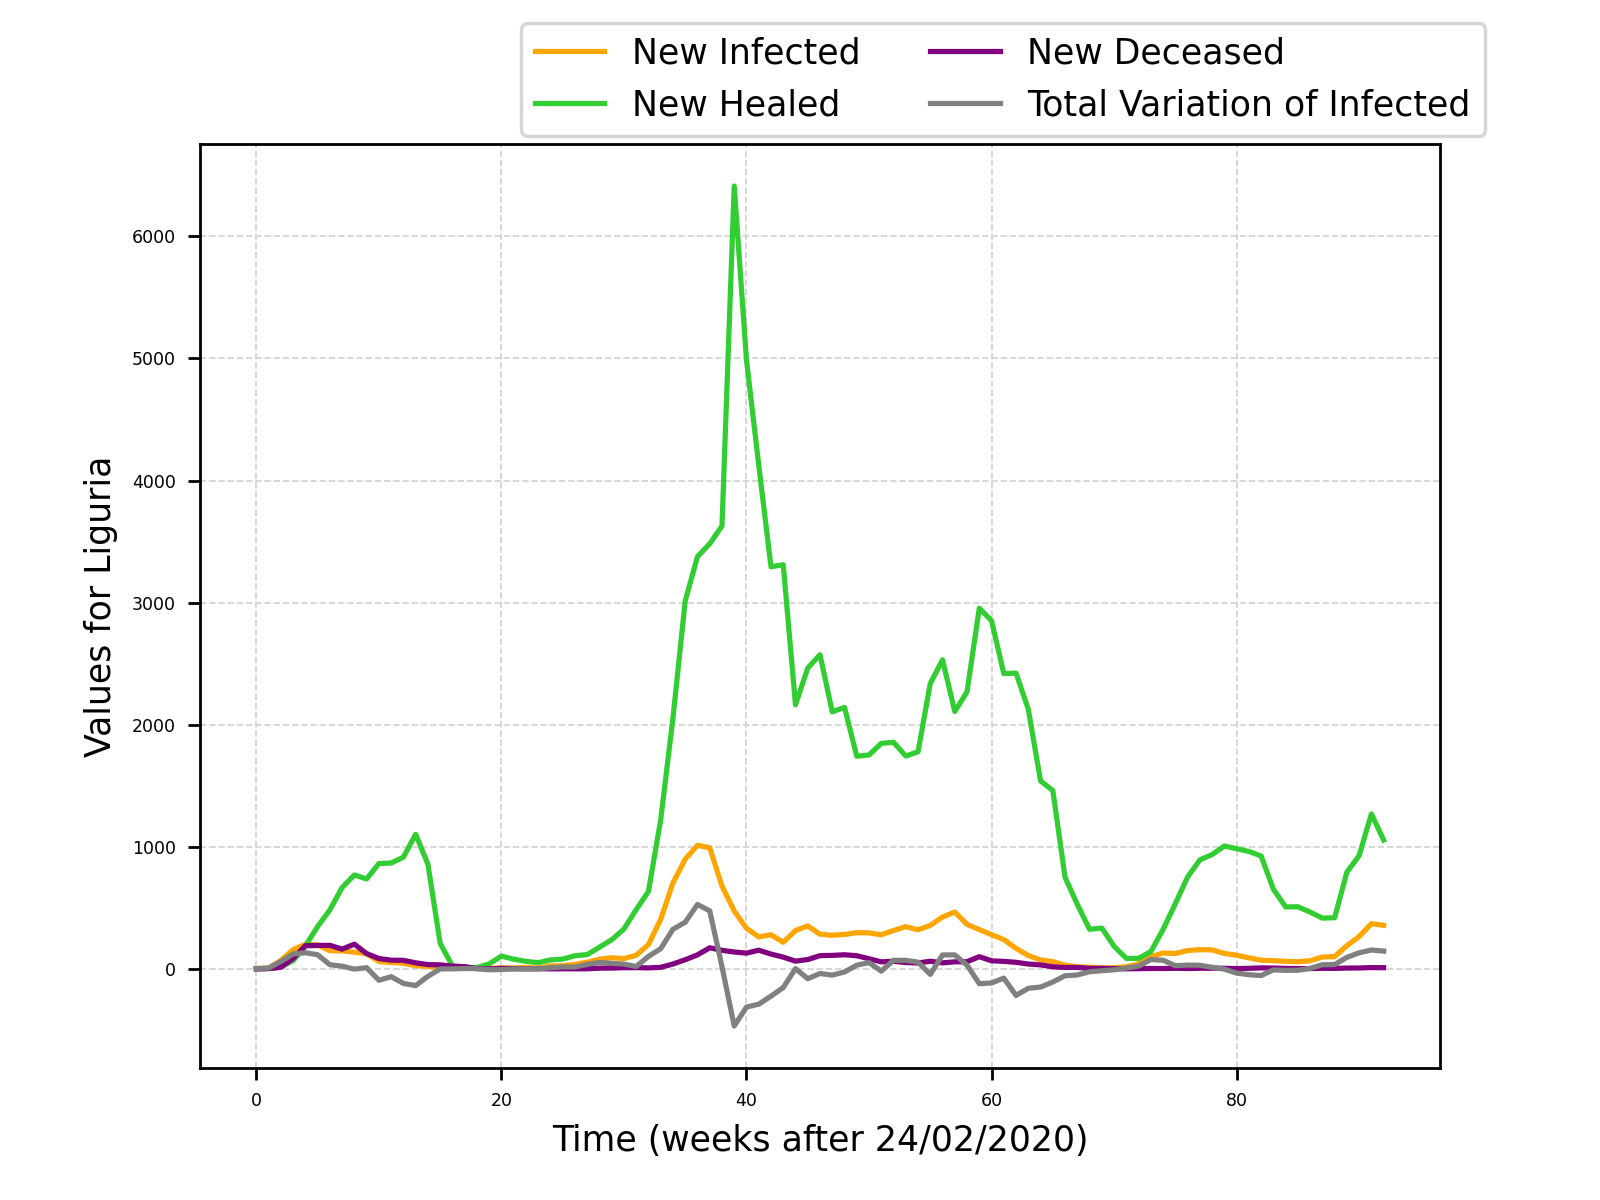 New Infected
New Healed
New Deceased
Total Variation of Infected
Values for Liguria
6000
5000
4000
3000
2000
1000
0
0 20 40 60 80
Time (weeks after 24/02/2020)